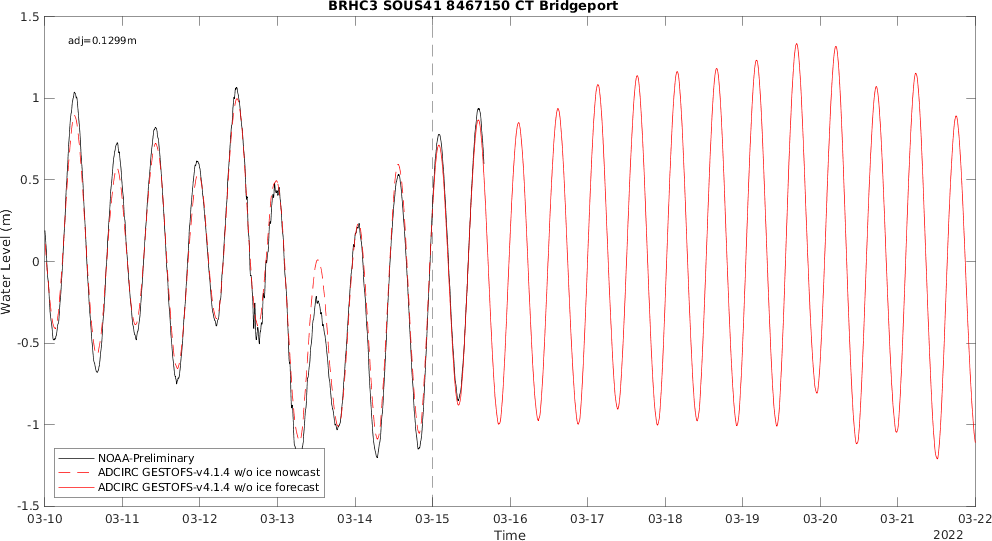 BRHC3 SOUS41 8467150 CT Bridgeport
1.5
adj=0.1299m
1
0.5
0
Water Level (m)
-0.5
-1
NOAA-Preliminary
ADCIRC GESTOFS-v4.1.4 w/o ice nowcast
ADCIRC GESTOFS-v4.1.4 w/o ice forecast
-1.5
03-10 03-11 03-12 03-13 03-14 03-15 03-16 03-17 03-18 03-19 03-20 03-21 03-22
Time
2022